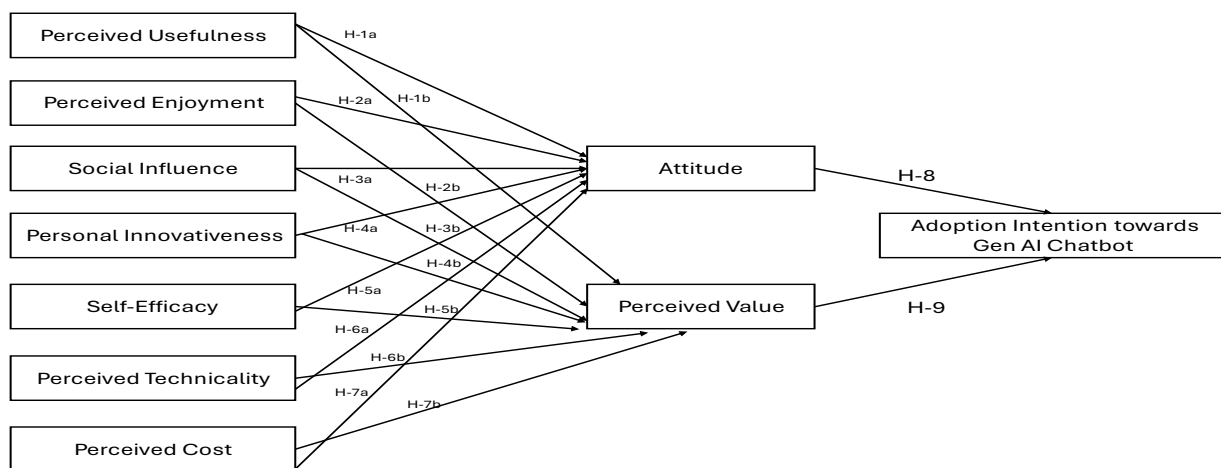 Perceived Usefulness
H-1a
Perceived Enjoyment
H-2a
H-1b
Social Influence
H-3a
H-2b
Attitude
H-8
Personal Innovativeness
H-4a
H-3b
Adoption Intention towards
Gen AI Chatbot
H-4b
Self-Efficacy
H-5a
H-5b
Perceived Value
H-9
H-6a
Perceived Technicality
H-6b
H-7a
H-7b
Perceived Cost